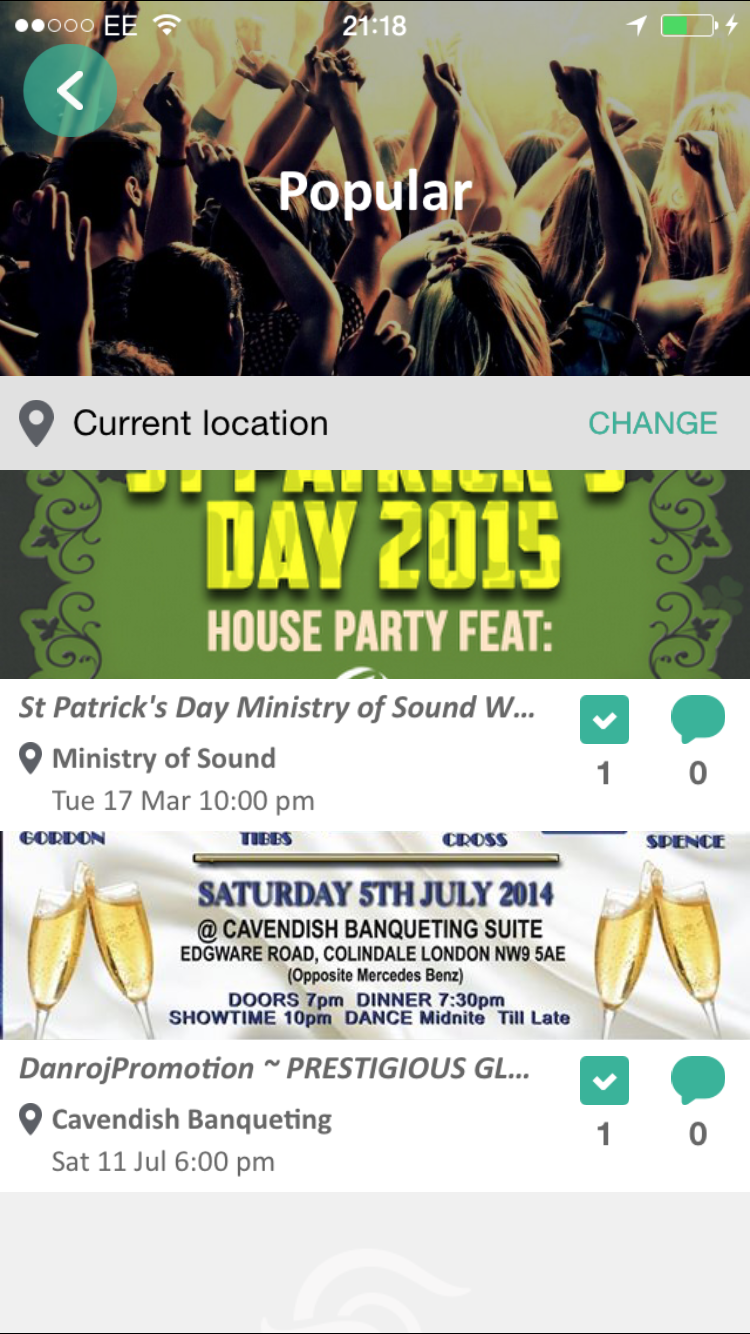 EE 21:18
Popular
Current location CHANGE
ST PATRICK'S
DAY 2015
HOUSE PARTY FEAT:
St Patrick's Day Ministry of Sound W...
1 0
Ministry of Sound
Tue 17 Mar 10:00 pm
GORDON TIBBS CROSS SPENCE
SATURDAY 5TH JULY 2014
@ CAVENDISH BANQUETING SUITE
EDGWARE ROAD, COLINDALE LONDON NW9 5AE
(Opposite Mercedes Benz)
DOORS 7pm DINNER 7:30pm
SHOWTIME 10pm DANCE Midnite Till Late
DanrojPromotion ~ PRESTIGIOUS GL...
1 0
Cavendish Banqueting
Sat 11 Jul 6:00 pm